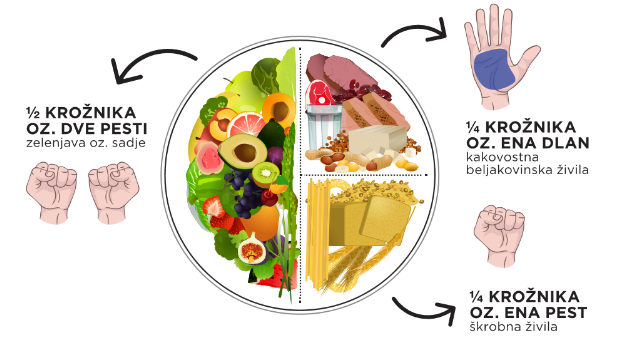 ½ KROŽNIKA
OZ. DVE PESTI
zelenjava oz. sadje
¼ KROŽNIKA
OZ. ENA DLAN
kakovostna
beljakovinska živila
¼ KROŽNIKA
OZ. ENA PEST
škrobna živila